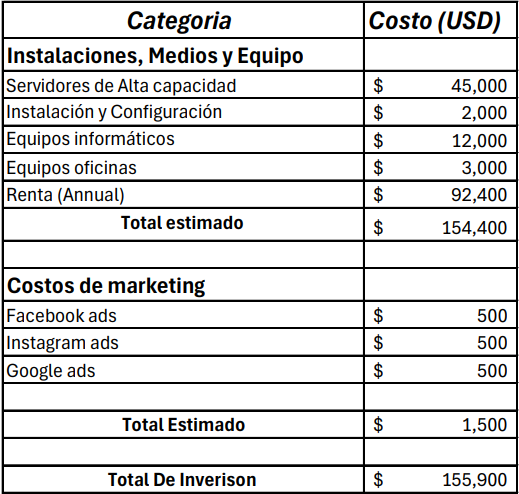 Categoria Costo (USD)
Instalaciones, Medios y Equipo
Servidores de Alta capacidad $ 45,000
Instalación y Configuración $ 2,000
Equipos informáticos $ 12,000
Equipos oficinas $ 3,000
Renta (Annual) $ 92,400
Total estimado $ 154,400
Costos de marketing
Facebook ads $ 500
Instagram ads $ 500
Google ads $ 500
Total Estimado $ 1,500
Total De Inverison $ 155,900